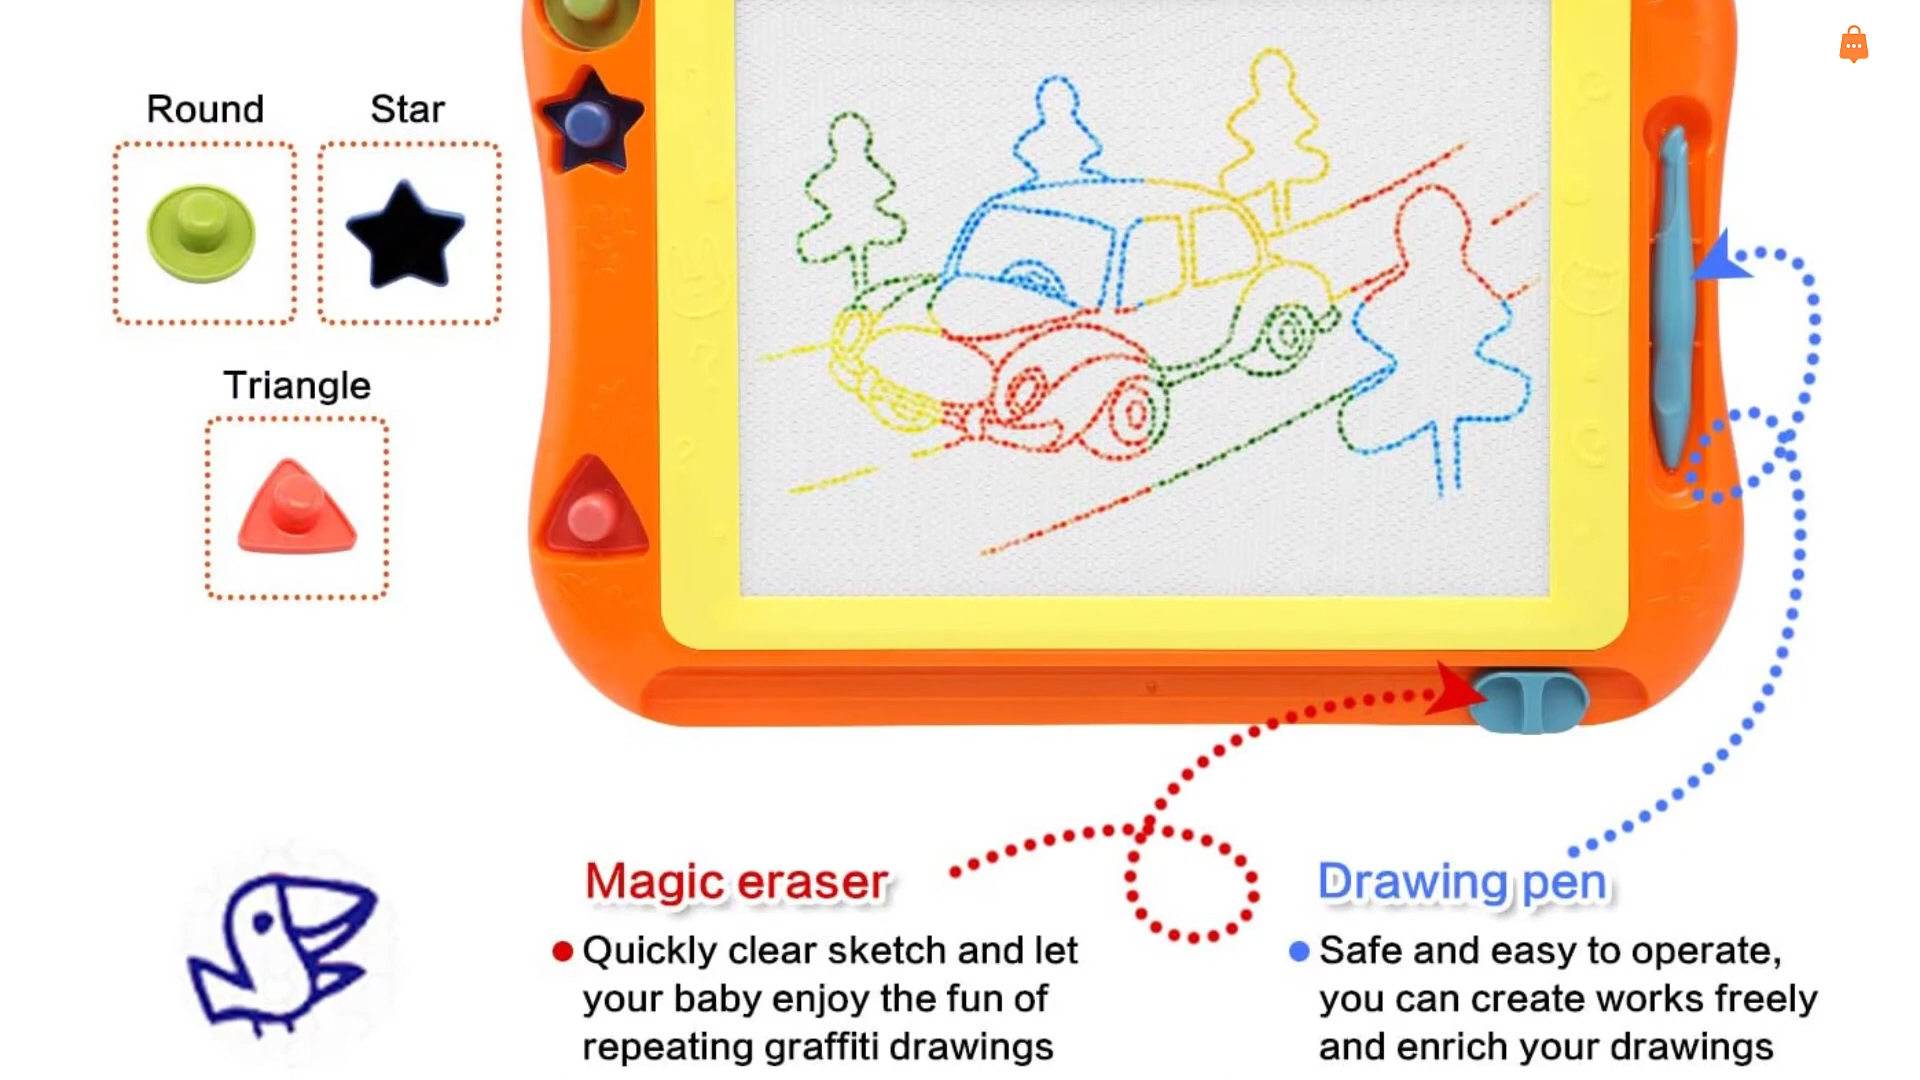 Round
Star
Triangle
Magic eraser
Quickly clear sketch and let
your baby enjoy the fun of
repeating graffiti drawings
Drawing pen
Safe and easy to operate,
you can create works freely
and enrich your drawings